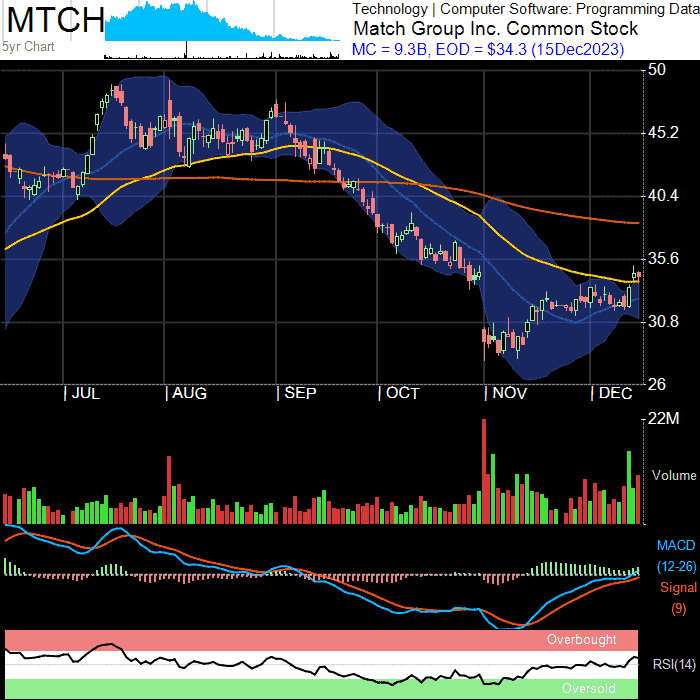 MTCH
Technology | Computer Software: Programming Data
Match Group Inc. Common Stock
5yr Chart
MC = 9.3B, EOD = $34.3 (15Dec2023)
50
45.2
40.4
35.6
30.8
26
| JUL | AUG | SEP | OCT | NOV | DEC
22M
Volume
MACD
(12-26)
Signal
(9)
Overbought
RSI(14)
Oversold